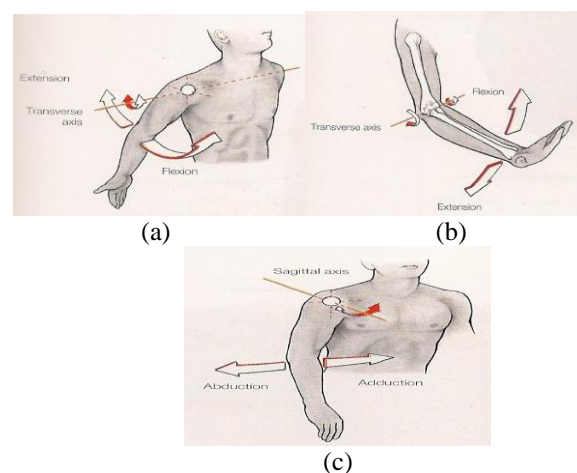 Extension
Transverse
axis
Flexion
(a)
Flexion
Transverse axis
Extension
(b)
Sagittal axis
Abduction
Adduction
(c)